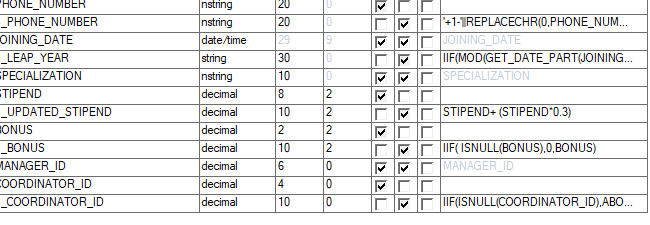 PHONE_NUMBER nstring 20 0
_PHONE_NUMBER nstring 20 0 '+1-'||REPLACECHR(0,PHONE_NUM...
JOINING_DATE date/time 29 9 JOINING_DATE
_LEAP_YEAR string 30 0 IIF(MOD(GET_DATE_PART(JOINING...
SPECIALIZATION nstring 10 0 SPECIALIZATION
STIPEND decimal 8 2
_UPDATED_STIPEND decimal 10 2 STIPEND+ (STIPEND*0.3)
BONUS decimal 2 2
_BONUS decimal 10 2 IIF( ISNULL(BONUS),0,BONUS)
MANAGER_ID decimal 6 0 MANAGER_ID
COORDINATOR_ID decimal 4 0
_COORDINATOR_ID decimal 10 0 IIF(ISNULL(COORDINATOR_ID),ABO...